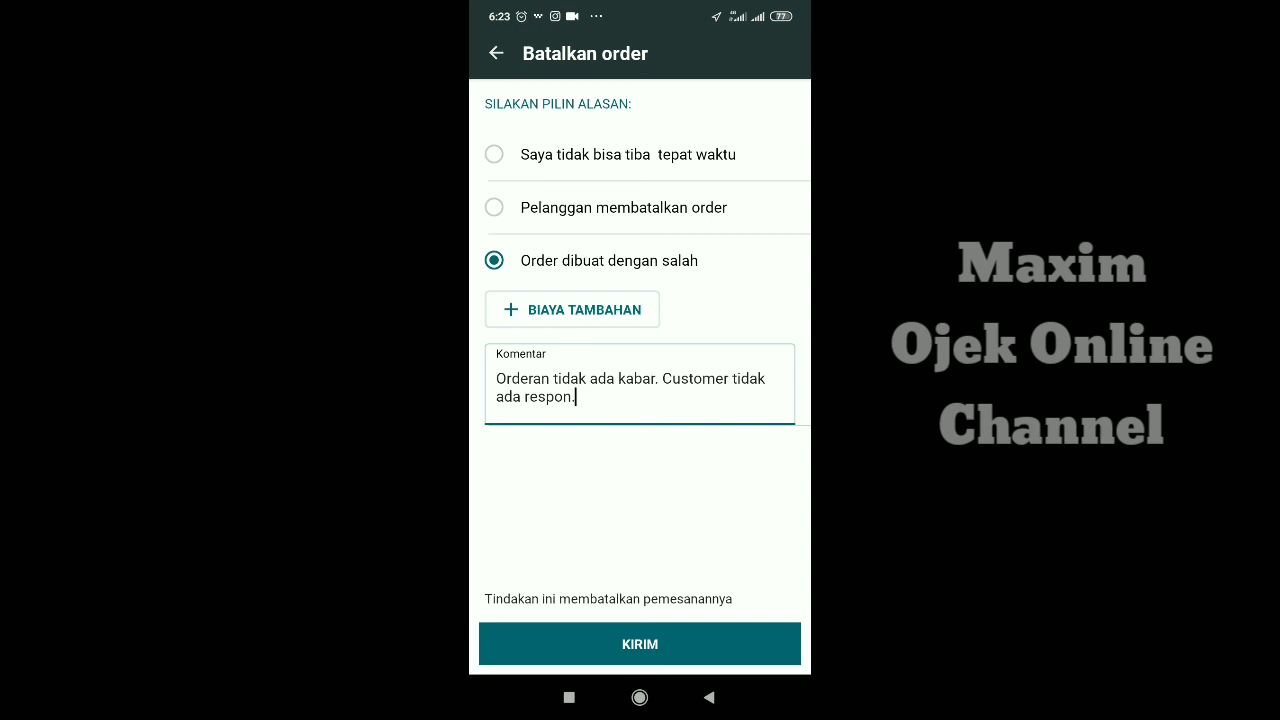 6:23
77
Batalkan order
SILAKAN PILIN ALASAN:
Saya tidak bisa tiba  tepat waktu
Pelanggan membatalkan order
Order dibuat dengan salah
+ BIAYA TAMBAHAN
Komentar
Orderan tidak ada kabar. Customer tidak
ada respon.
Tindakan ini membatalkan pemesanannya
KIRIM
Maxim
Ojek Online
Channel